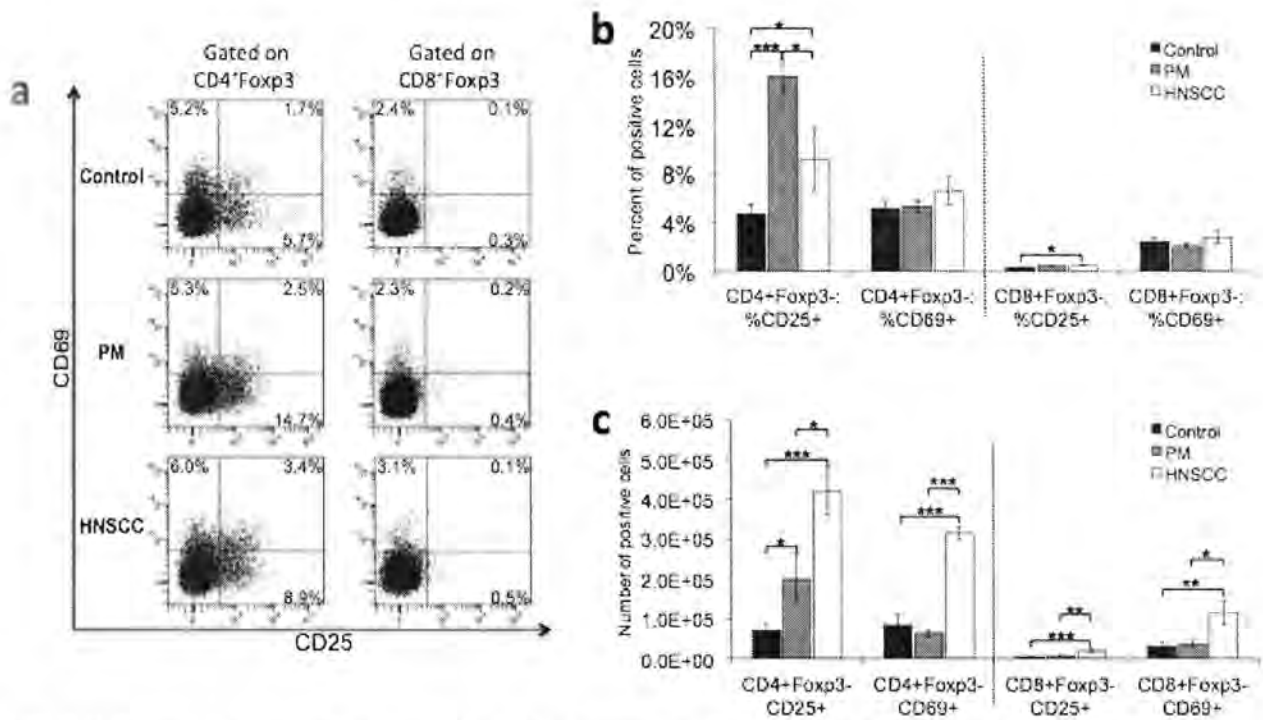 a
Gated on
CD4+Foxp3
Gated on
CD8+Foxp3
Control
5.2% 1.7%
5.7%
2.4% 0.1%
0.3%
PM
5.3% 2.5%
14.7%
2.3% 0.2%
0.4%
HNSCC
6.0% 3.4%
8.9%
3.1% 0.1%
0.5%
CD69
CD25
b
Percent of positive cells
20%
16%
12%
8%
4%
0%
* 
*** *
*
Control
PM
HNSCC
CD4+Foxp3-: CD4+Foxp3-: CD8+Foxp3-: CD8+Foxp3-:
%CD25+ %CD69+ %CD25+ %CD69+
c
Number of positive cells
6.0E+05
5.0E+05
4.0E+05
3.0E+05
2.0E+05
1.0E+05
0.0E+00
*
***
*
***
***
**
***
*
**
Control
PM
HNSCC
CD4+Foxp3- CD4+Foxp3- CD8+Foxp3- CD8+Foxp3-
CD25+ CD69+ CD25+ CD69+